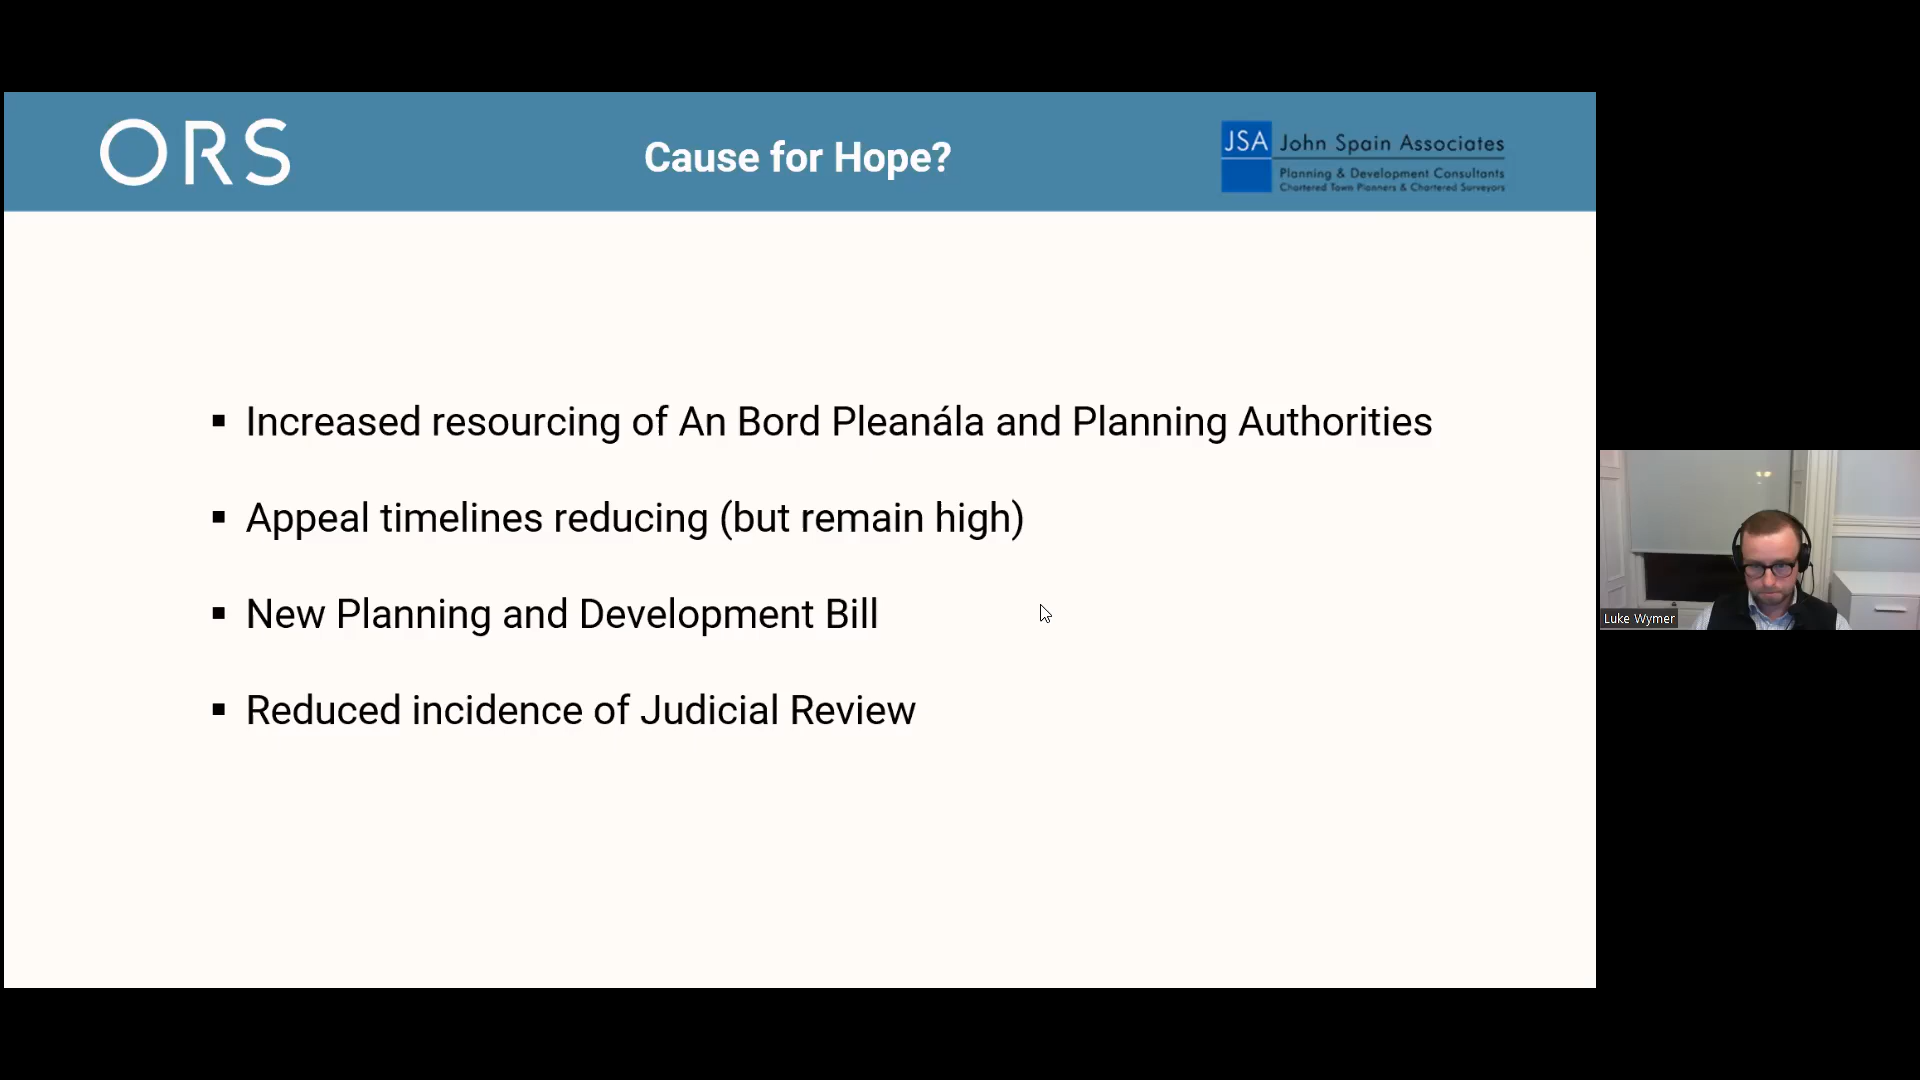 ORS
Cause for Hope?
JSA John Spain Associates
Planning & Development Consultants
Chartered Town Planners & Chartered Surveyors
▪ Increased resourcing of An Bord Pleanála and Planning Authorities
▪ Appeal timelines reducing (but remain high)
▪ New Planning and Development Bill
▪ Reduced incidence of Judicial Review
Luke Wymer